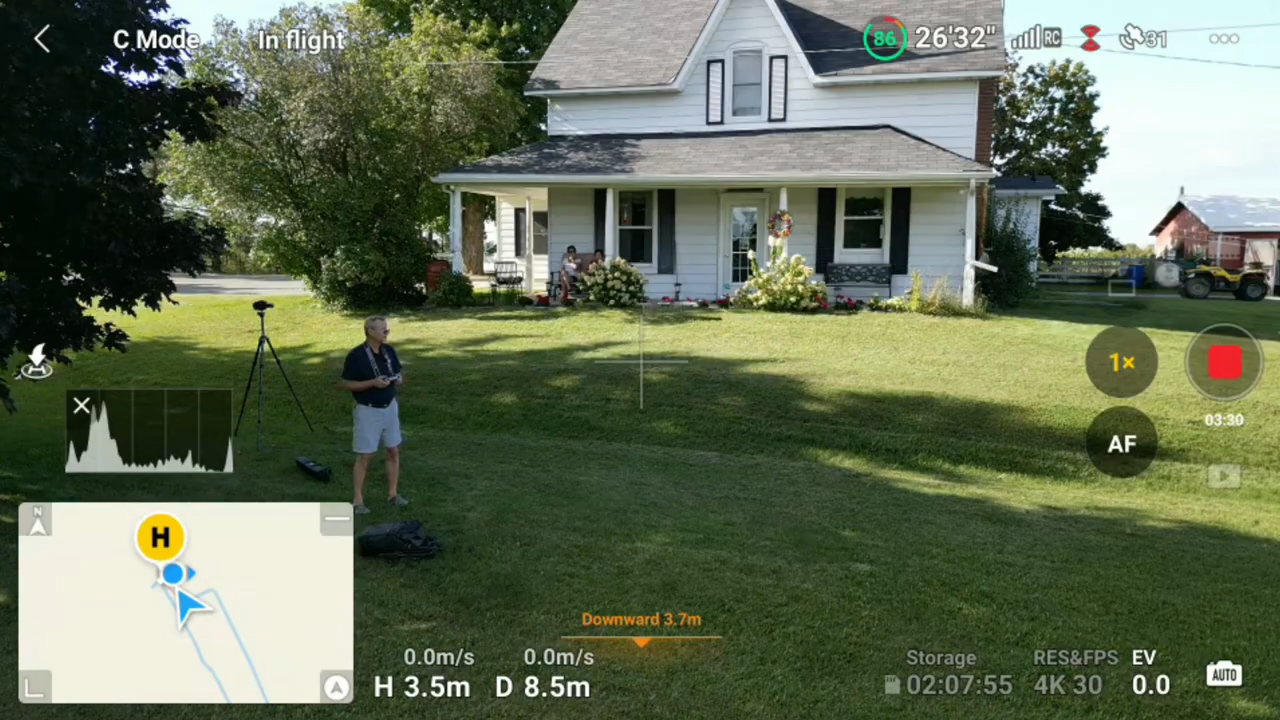 C Mode In flight 86 26'32" RC 31
1×
03:30
AF
N
H
Downward 3.7m
0.0m/s 0.0m/s
H 3.5m D 8.5m
Storage RES&FPS EV
02:07:55 4K 30 0.0
AUTO